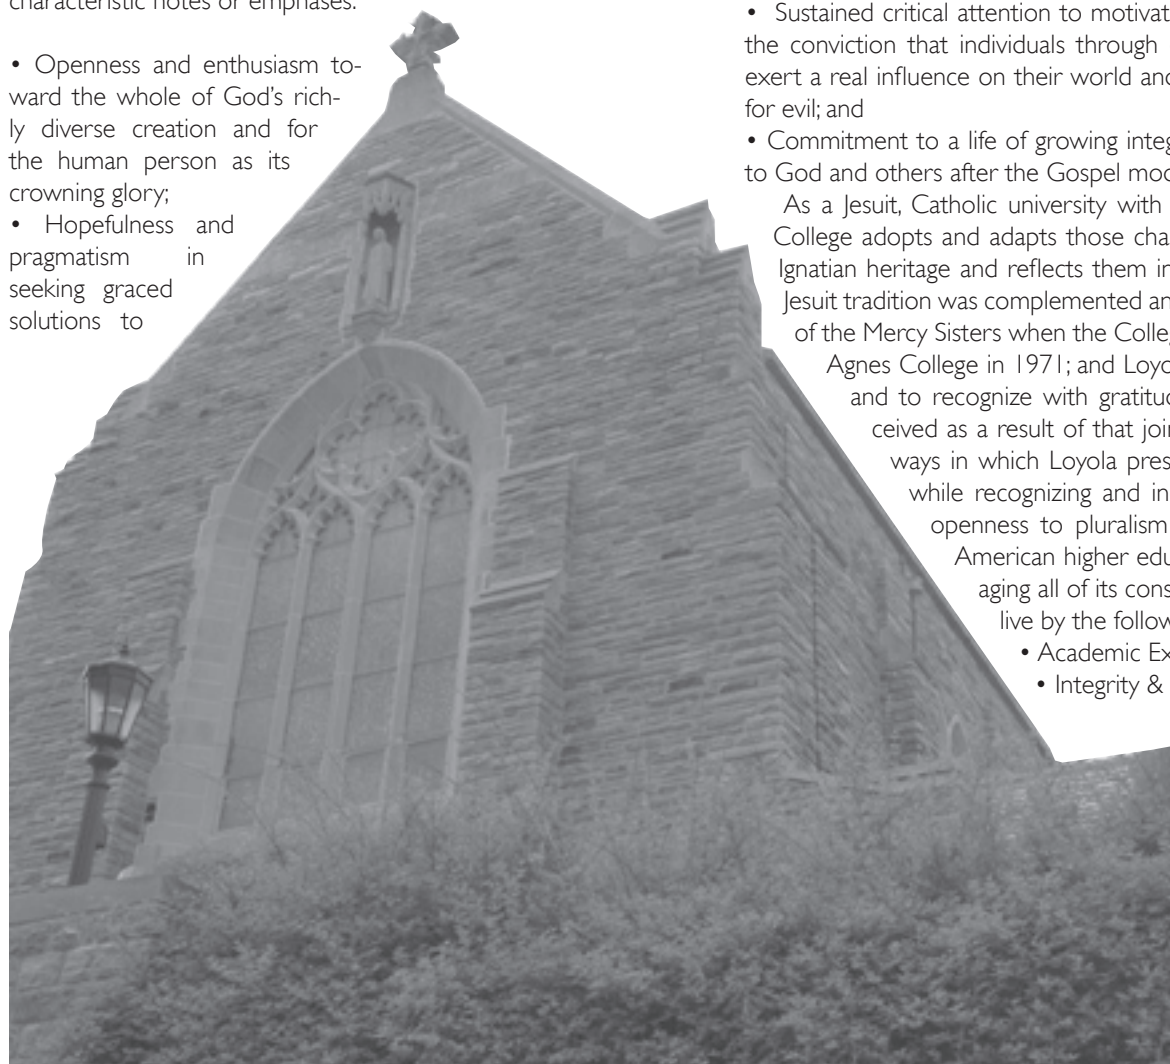 characteristic notes or emphases:
• Openness and enthusiasm to-
ward the whole of God's rich-
ly diverse creation and for
the human person as its
crowning glory;
• Hopefulness and
pragmatism in
seeking graced
solutions to
• Sustained critical attention to motivat
the conviction that individuals through
exert a real influence on their world and
for evil; and
• Commitment to a life of growing integ
to God and others after the Gospel mod
As a Jesuit, Catholic university with
College adopts and adapts those cha
Ignatian heritage and reflects them in
Jesuit tradition was complemented an
of the Mercy Sisters when the Colleg
Agnes College in 1971; and Loyo
and to recognize with gratitud
ceived as a result of that join
ways in which Loyola pres
while recognizing and in
openness to pluralism
American higher edu
aging all of its cons
live by the follow
• Academic Ex
• Integrity &